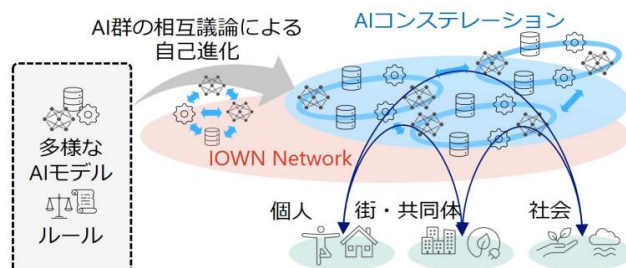 AI群の相互議論による
自己進化
AIコンステレーション
多様な
AIモデル
ルール
IOWN Network
個人
街・共同体
社会